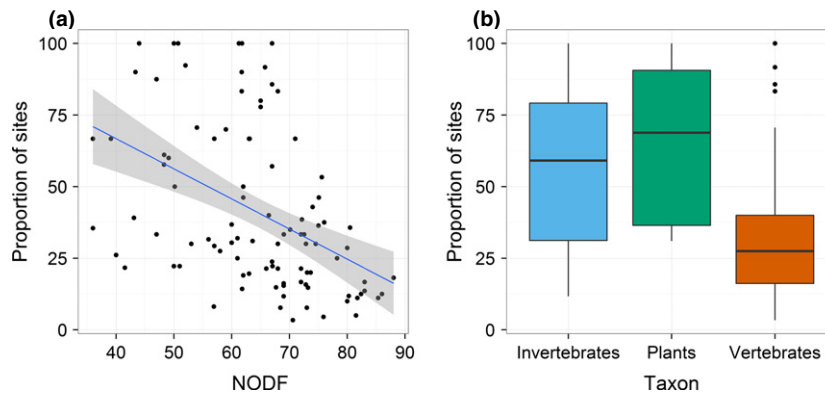 (a)
Proportion of sites
100
75
50
25
0
40 50 60 70 80 90
NODF
(b)
Proportion of sites
100
75
50
25
0
Invertebrates Plants Vertebrates
Taxon